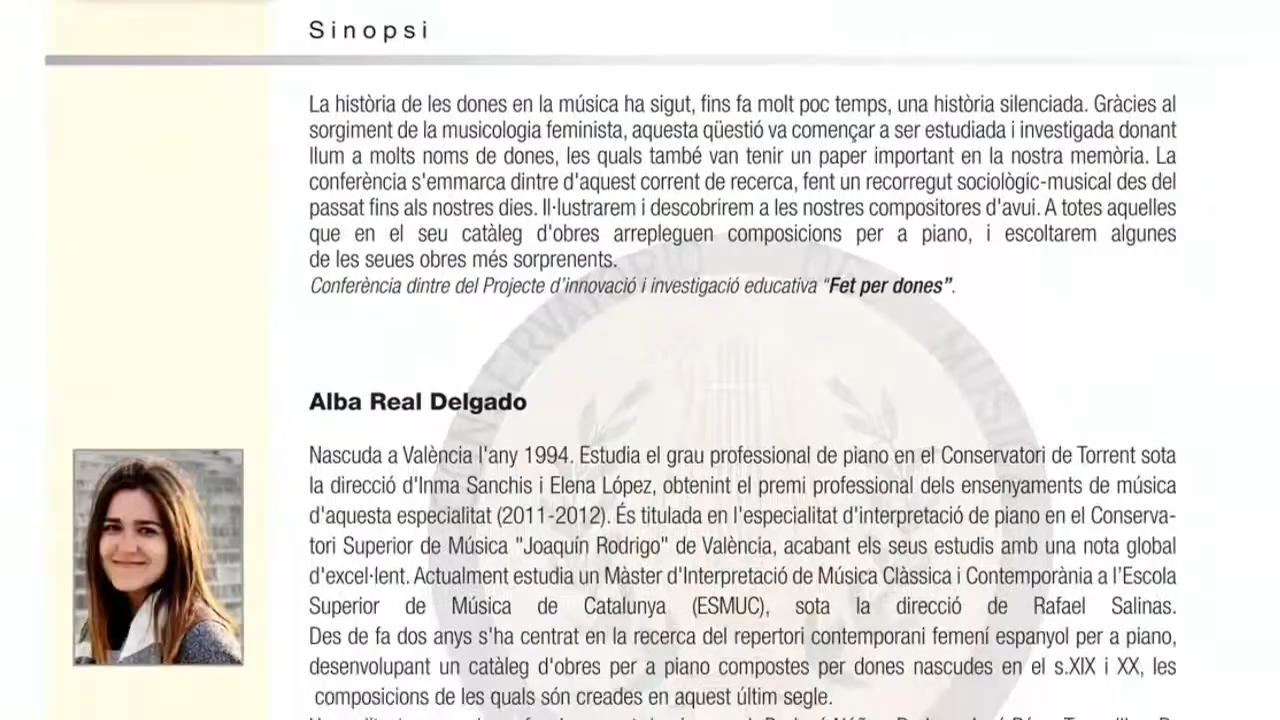 Sinopsi
La història de les dones en la música ha sigut, fins fa molt poc temps, una història silenciada. Gràcies al
sorgiment de la musicologia feminista, aquesta qüestió va començar a ser estudiada i investigada donant
llum a molts noms de dones, les quals també van tenir un paper important en la nostra memòria. La
conferència s'emmarca dintre d'aquest corrent de recerca, fent un recorregut sociològic-musical des del
passat fins als nostres dies. Il·lustrarem i descobrirem a les nostres compositores d'avui. A totes aquelles
que en el seu catàleg d'obres arrepleguen composicions per a piano, i escoltarem algunes
de les seues obres més sorprenents.
Conferència dintre del Projecte d'innovació i investigació educativa “Fet per dones”.
Alba Real Delgado
Nascuda a València l'any 1994. Estudia el grau professional de piano en el Conservatori de Torrent sota
la direcció d'Inma Sanchis i Elena López, obtenint el premi professional dels ensenyaments de música
d'aquesta especialitat (2011-2012). És titulada en l'especialitat d'interpretació de piano en el Conserva-
tori Superior de Música "Joaquín Rodrigo" de València, acabant els seus estudis amb una nota global
d'excel·lent. Actualment estudia un Màster d'Interpretació de Música Clàssica i Contemporània a l’Escola
Superior de Música de Catalunya (ESMUC), sota la direcció de Rafael Salinas.
Des de fa dos anys s'ha centrat en la recerca del repertori contemporani femení espanyol per a piano,
desenvolupant un catàleg d'obres per a piano compostes per dones nascudes en el s.XIX i XX, les
composicions de les quals són creades en aquest últim segle.